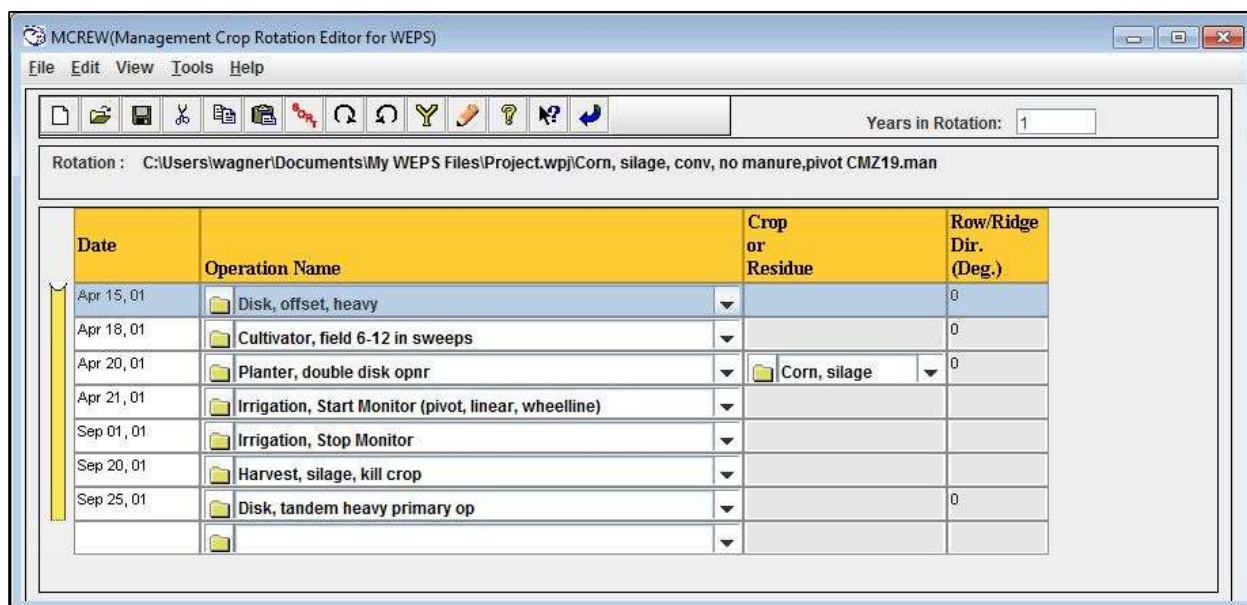 MCREW(Management Crop Rotation Editor for WEPS)
File Edit View Tools Help
SORT
Years in Rotation: 1
Rotation : C:\Users\wagner\Documents\My WEPS Files\Project.wpj\Corn, silage, conv, no manure,pivot CMZ19.man
Date Operation Name Crop or Residue Row/Ridge Dir. (Deg.)
Apr 15, 01 Disk, offset, heavy 0
Apr 18, 01 Cultivator, field 6-12 in sweeps 0
Apr 20, 01 Planter, double disk opnr Corn, silage 0
Apr 21, 01 Irrigation, Start Monitor (pivot, linear, wheelline)
Sep 01, 01 Irrigation, Stop Monitor
Sep 20, 01 Harvest, silage, kill crop
Sep 25, 01 Disk, tandem heavy primary op 0